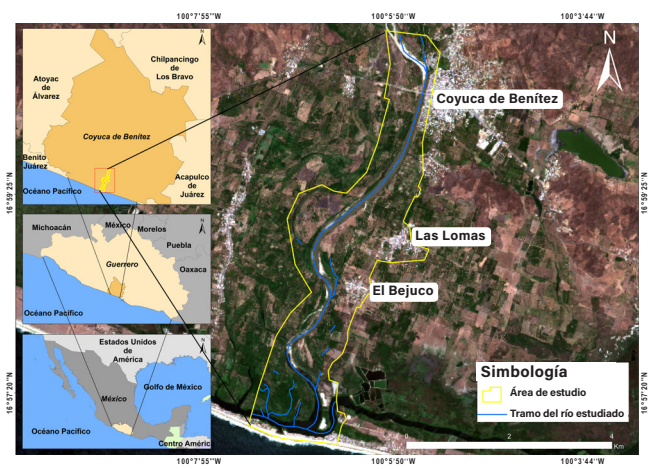 100°7'55"W 100°5'50"W 100°3'44"W
N
Chilpancingo
de
Los Bravo
Atoyac
de
Álvarez
Coyuca de Benítez
Benito
Juárez
Acapulco
de
Juárez
Océano Pacífico
N
Michoacán
México
Morelos
Puebla
Guerrero
Oaxaca
Océano Pacífico
N
Estados Unidos
de
América
Golfo de México
México
Océano Pacífico
Centro América
N
Coyuca de Benítez
Las Lomas
El Bejuco
Simbología
Área de estudio
Tramo del río estudiado
2 4
Km
16°59'25"N 16°59'25"N
16°57'20"N 16°57'20"N
100°7'55"W 100°5'50"W 100°3'44"W